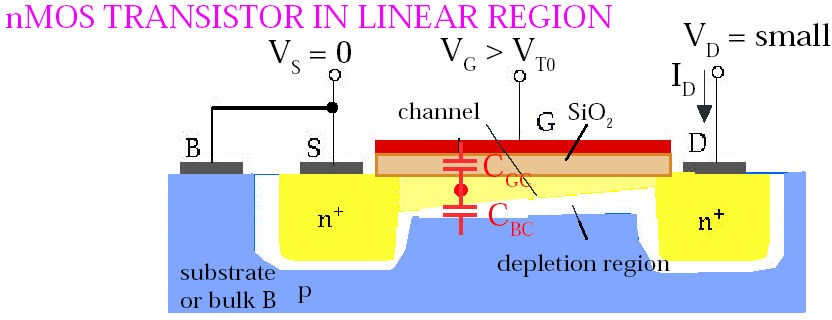 nMOS TRANSISTOR IN LINEAR REGION
V_S = 0
V_G > V_T0
V_D = small
I_D
channel
G
SiO_2
B
S
D
C_GC
n+
C_BC
n+
depletion region
substrate
or bulk B
p